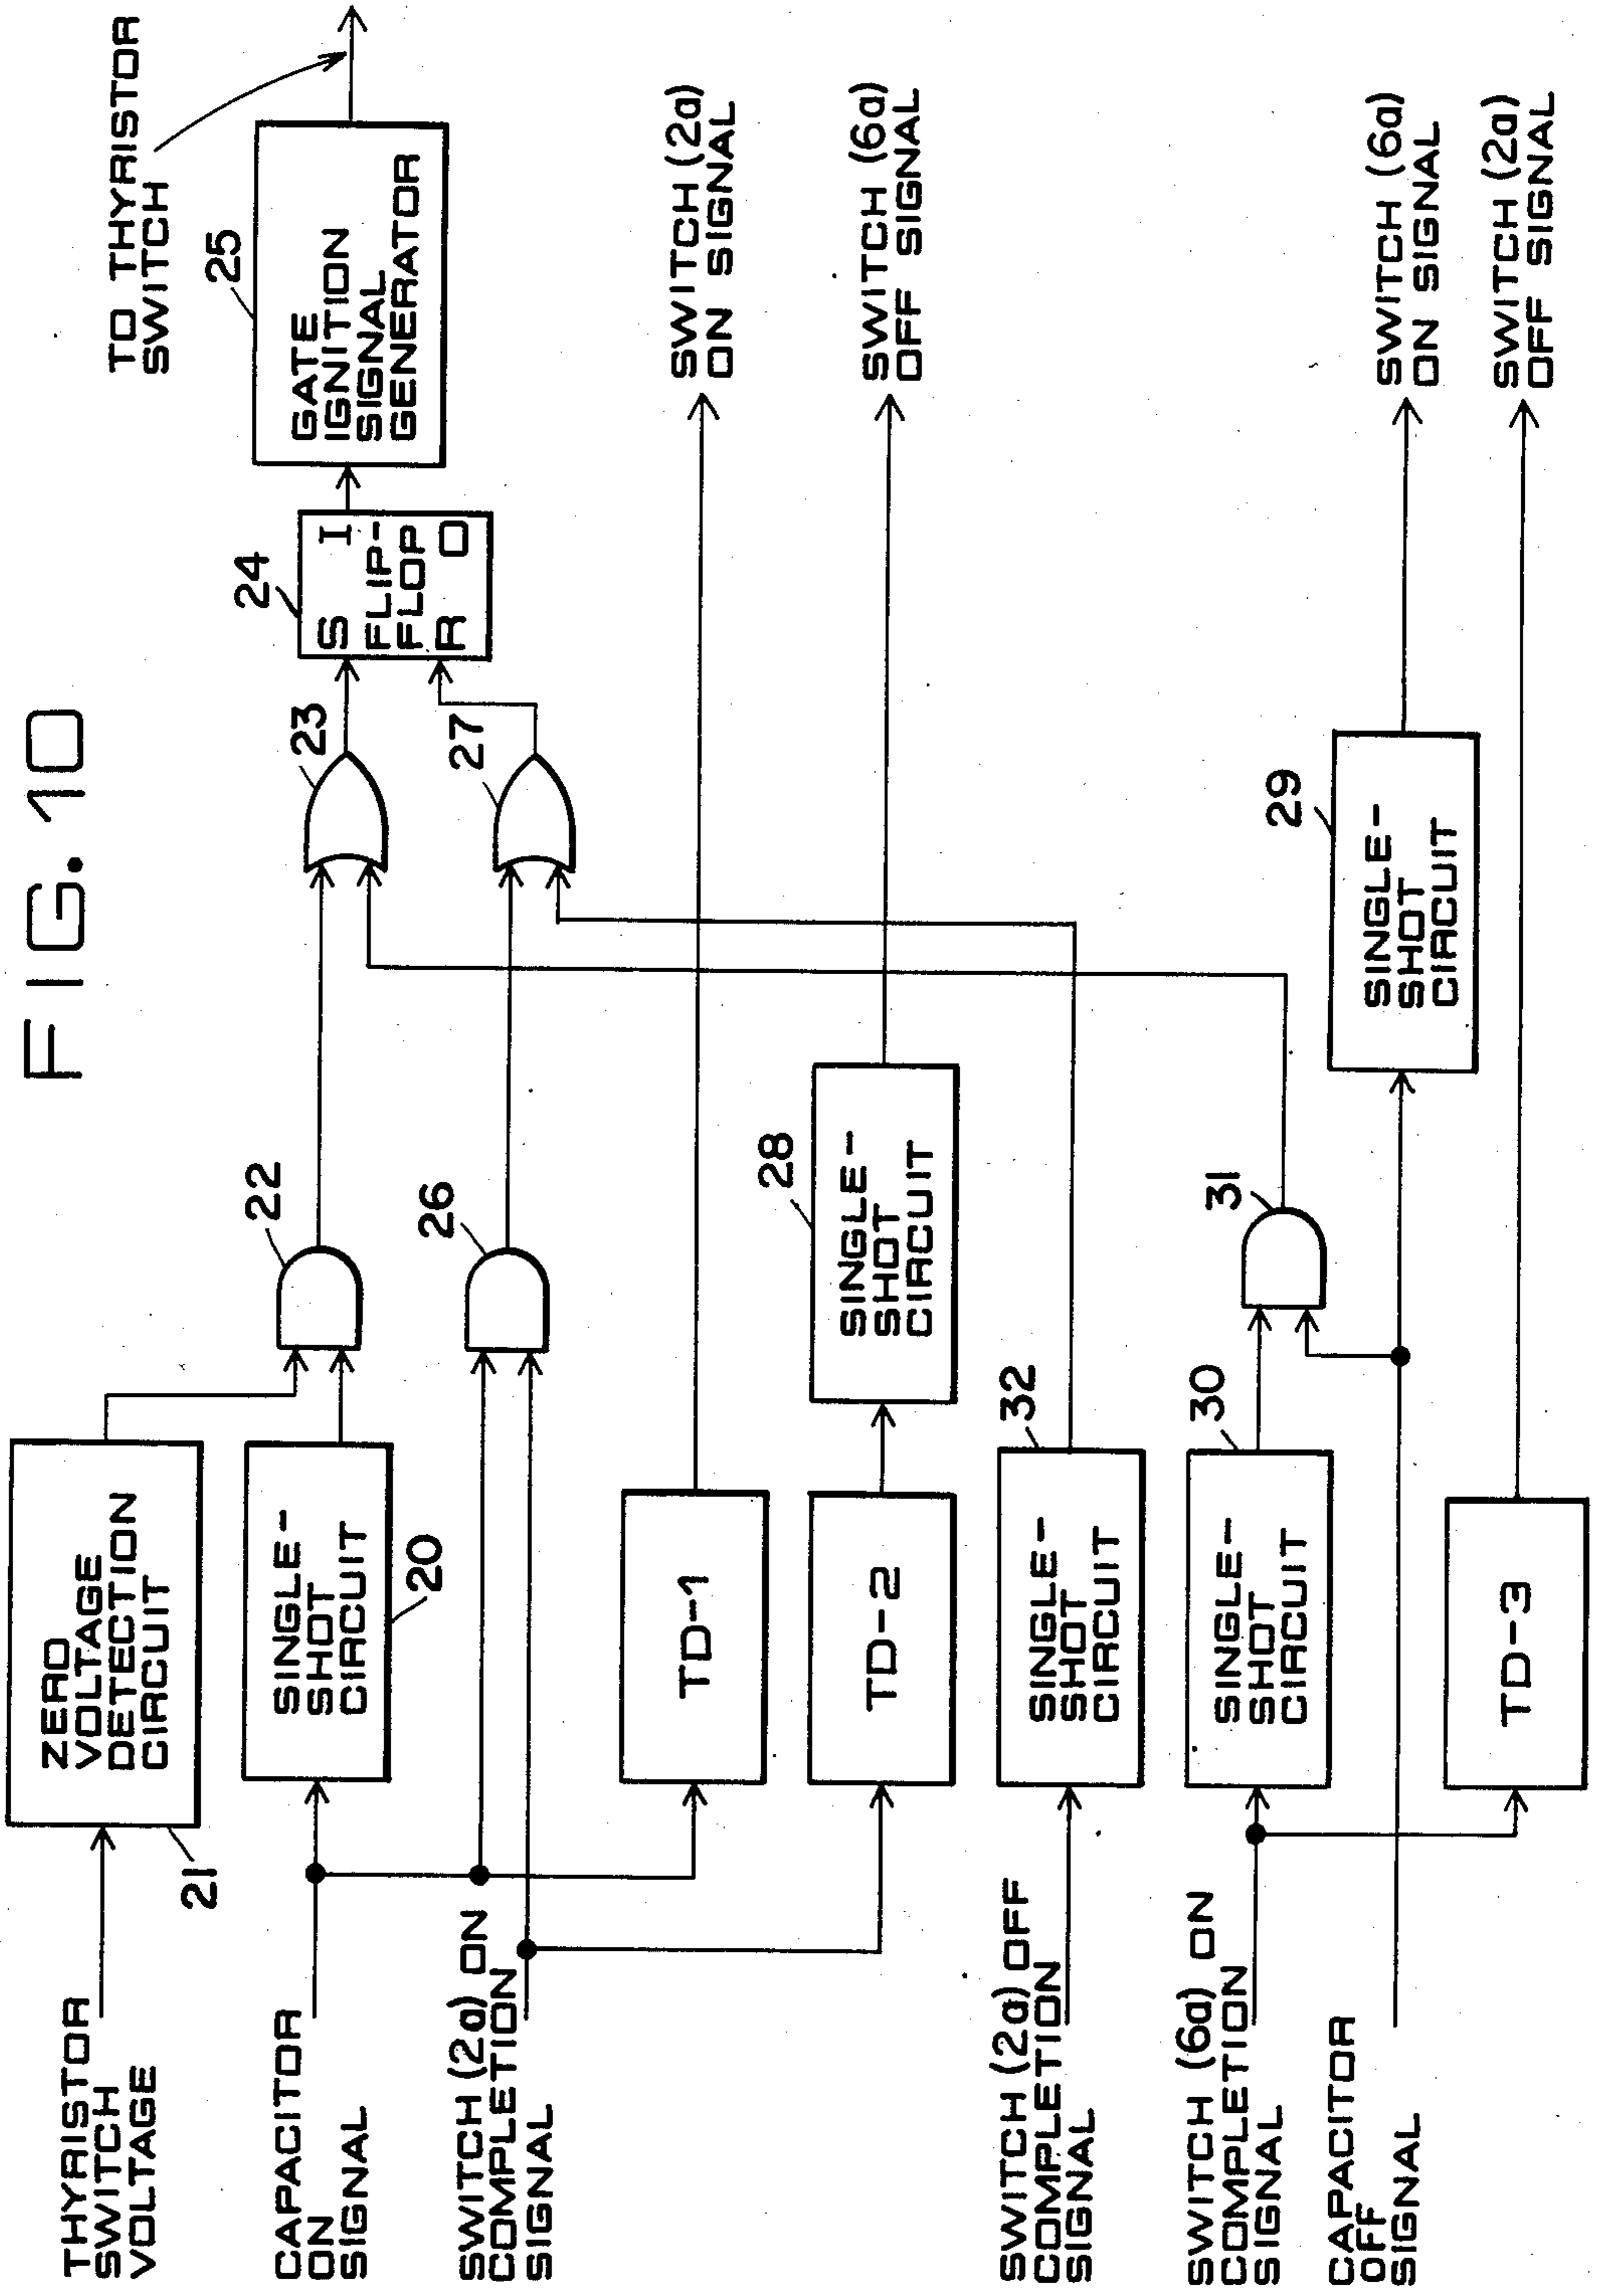 FIG. 10
THYRISTOR
SWITCH
VOLTAGE
21
ZERO
VOLTAGE
DETECTION
CIRCUIT
CAPACITOR
ON
SIGNAL
SINGLE-
SHOT
CIRCUIT
20
22
23
24
S I
FLIP-
FLOP
R O
25
GATE
IGNITION
SIGNAL
GENERATOR
TO THYRISTOR
SWITCH
SWITCH (2a) ON
COMPLETION
SIGNAL
26
27
TD-1
SWITCH (2a)
ON SIGNAL
TD-2
28
SINGLE-
SHOT
CIRCUIT
SWITCH (6a)
OFF SIGNAL
SWITCH (2a) OFF
COMPLETION
SIGNAL
32
SINGLE-
SHOT
CIRCUIT
SWITCH (6a) ON
COMPLETION
SIGNAL
30
SINGLE-
SHOT
CIRCUIT
31
CAPACITOR
OFF
SIGNAL
29
SINGLE-
SHOT
CIRCUIT
SWITCH (6a)
ON SIGNAL
TD-3
SWITCH (2a)
OFF SIGNAL